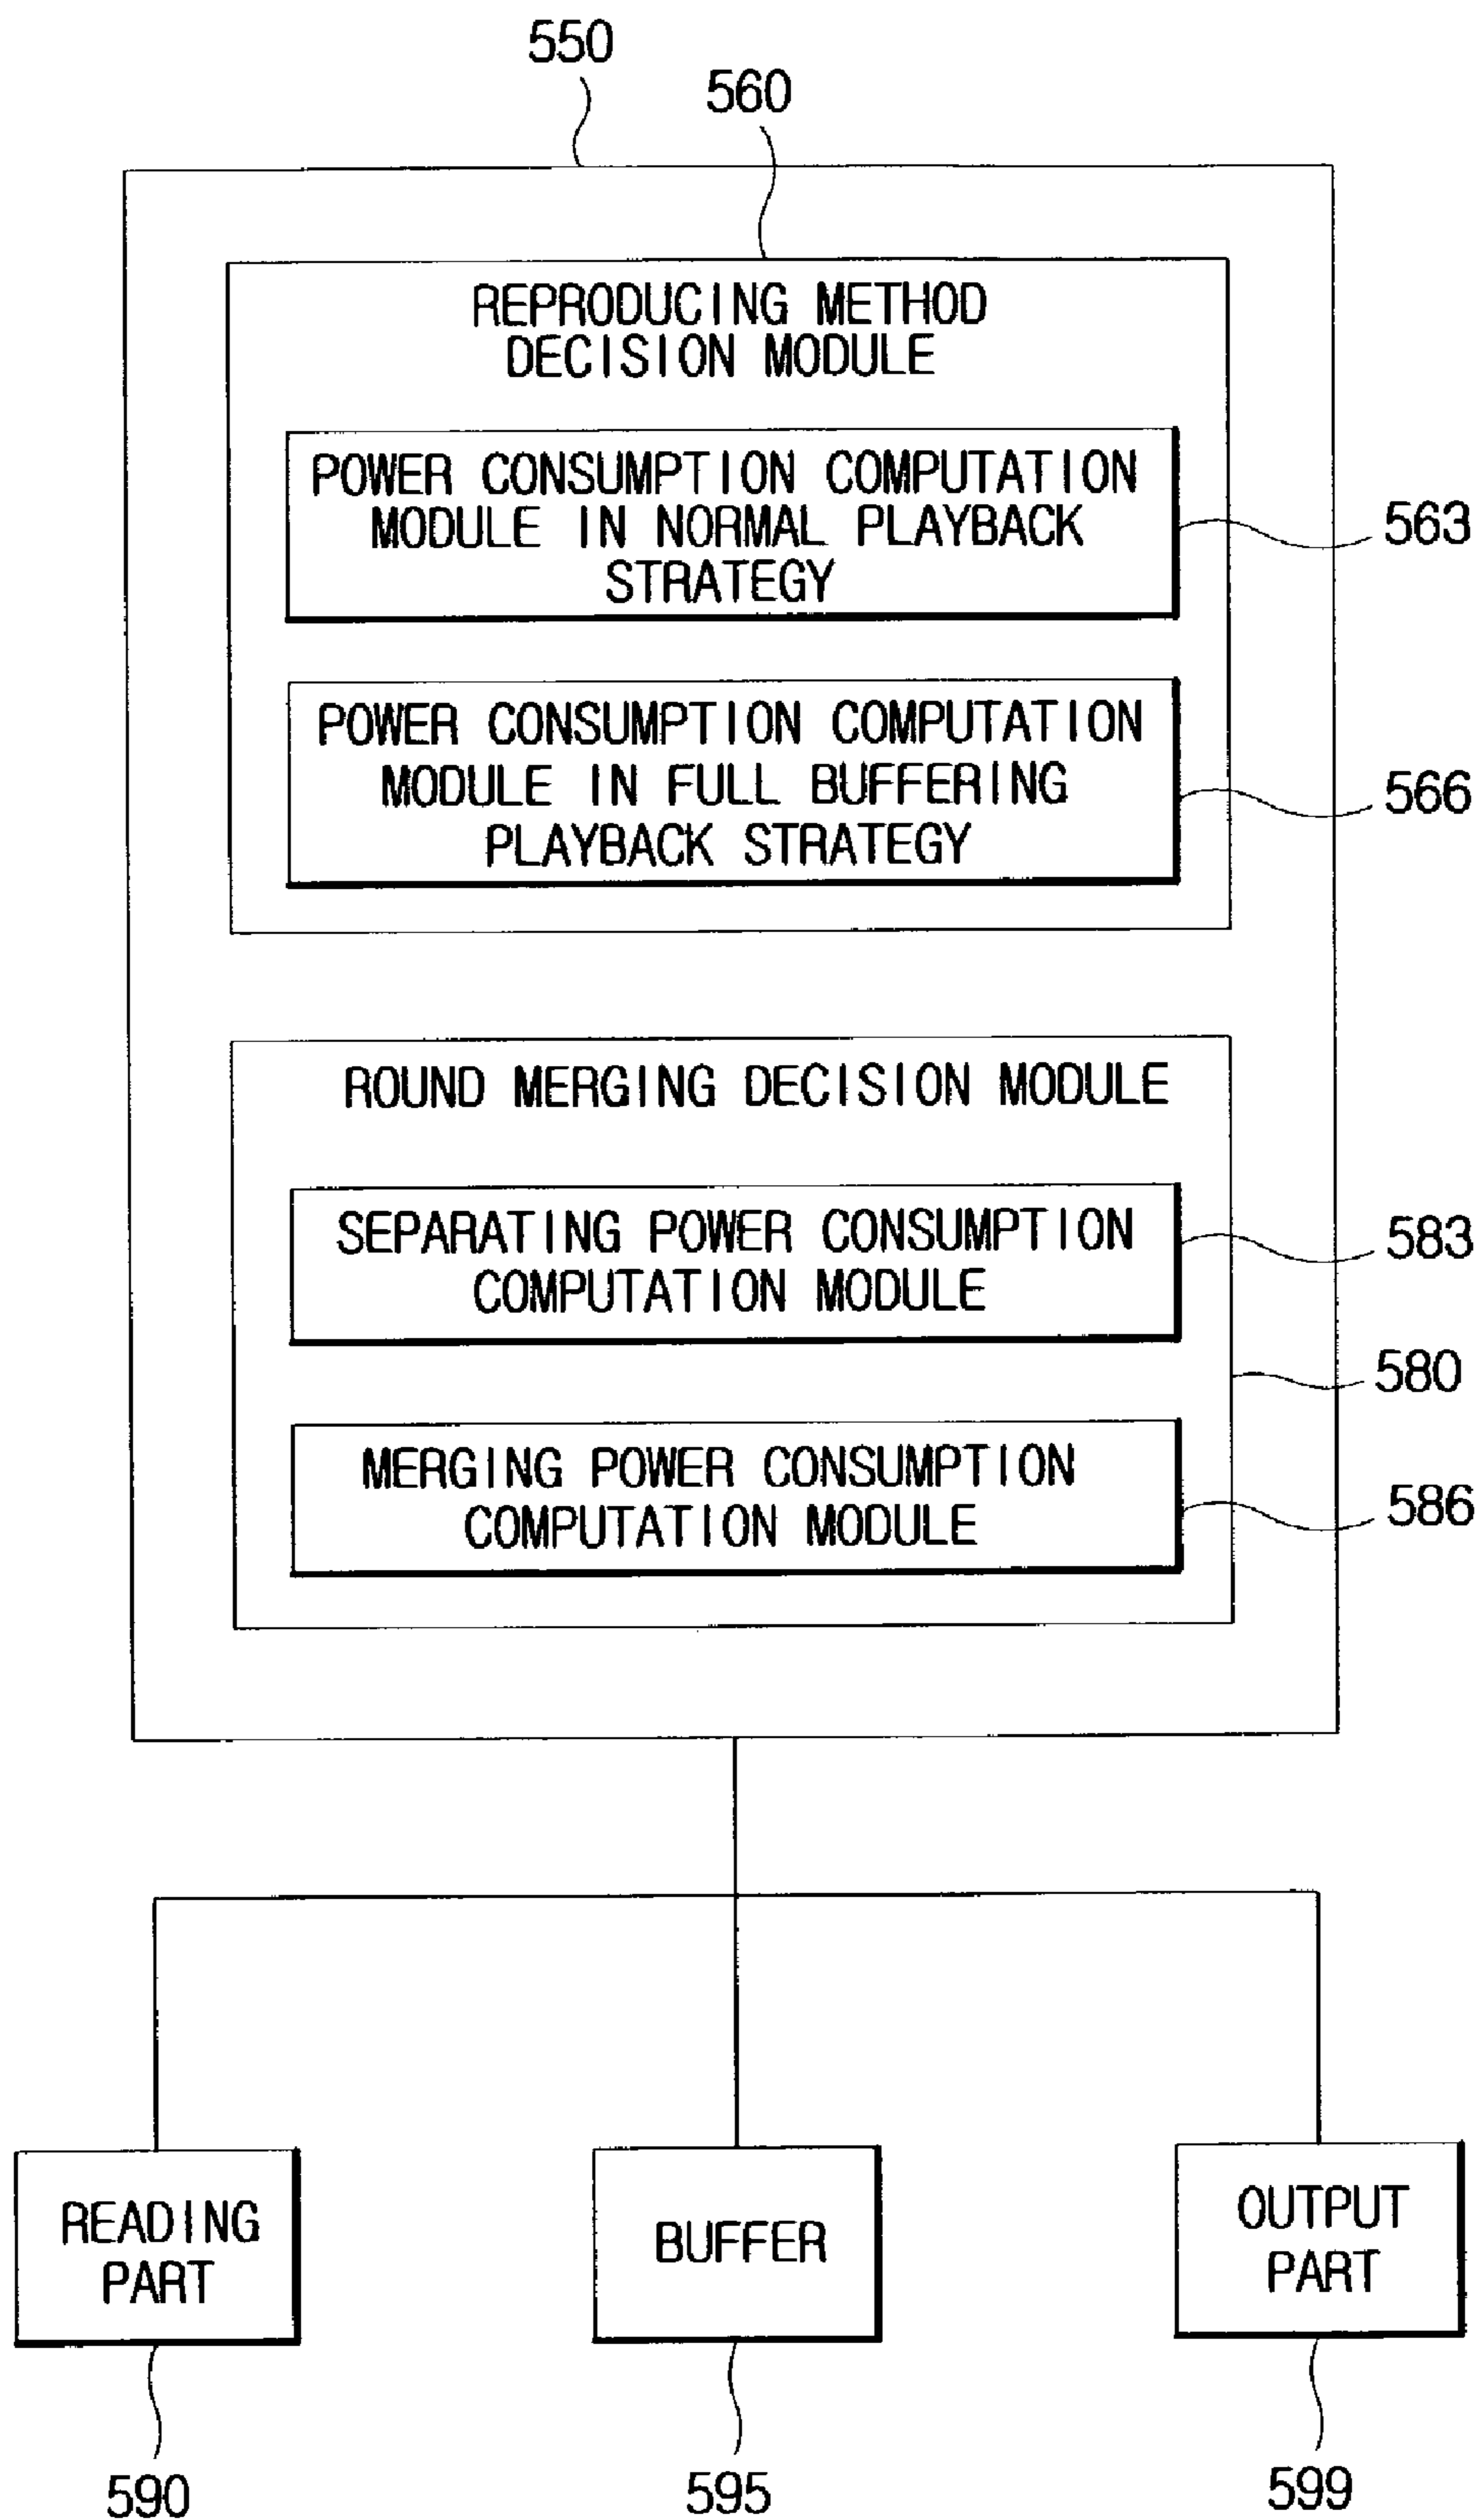 550
560
REPRODUCING METHOD
DECISION MODULE
POWER CONSUMPTION COMPUTATION
MODULE IN NORMAL PLAYBACK
STRATEGY
563
POWER CONSUMPTION COMPUTATION
MODULE IN FULL BUFFERING
PLAYBACK STRATEGY
566
ROUND MERGING DECISION MODULE
SEPARATING POWER CONSUMPTION
COMPUTATION MODULE
583
580
MERGING POWER CONSUMPTION
COMPUTATION MODULE
586
READING
PART
BUFFER
OUTPUT
PART
590
595
599